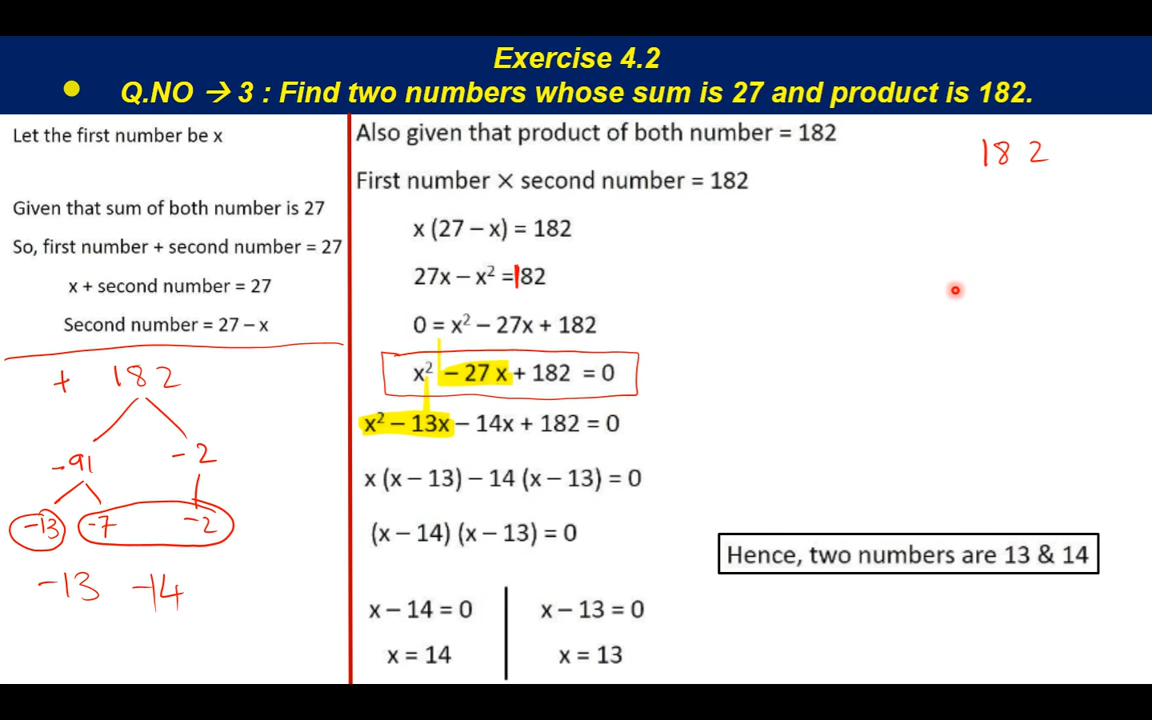 Exercise 4.2
• Q.NO → 3 : Find two numbers whose sum is 27 and product is 182.
Let the first number be x
Given that sum of both number is 27
So, first number + second number = 27
x + second number = 27
Second number = 27 – x
+ 182
-91 -2
-13 -7 -2
-13 -14
Also given that product of both number = 182
First number × second number = 182
x (27 – x) = 182
27x – x² = 182
0 = x² – 27x + 182
x² – 27 x + 182 = 0
x² – 13x – 14x + 182 = 0
x (x – 13) – 14 (x – 13) = 0
(x – 14) (x – 13) = 0
x – 14 = 0
x = 14
x – 13 = 0
x = 13
182
Hence, two numbers are 13 & 14